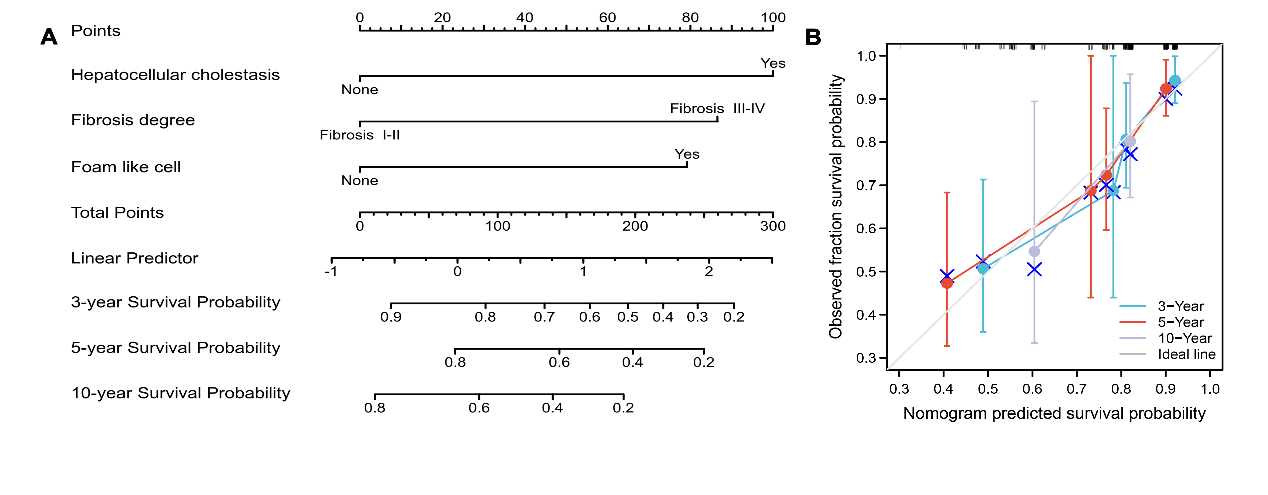 A
Points
0 20 40 60 80 100
Hepatocellular cholestasis
Yes
None
Fibrosis degree
Fibrosis III-IV
Fibrosis I-II
Foam like cell
Yes
None
Total Points
0 100 200 300
Linear Predictor
-1 0 1 2
3-year Survival Probability
0.9 0.8 0.7 0.6 0.5 0.4 0.3 0.2
5-year Survival Probability
0.8 0.6 0.4 0.2
10-year Survival Probability
0.8 0.6 0.4 0.2
B
Observed fraction survival probability
1.0
0.9
0.8
0.7
0.6
0.5
0.4
0.3
3-Year
5-Year
10-Year
Ideal line
0.3 0.4 0.5 0.6 0.7 0.8 0.9 1.0
Nomogram predicted survival probability